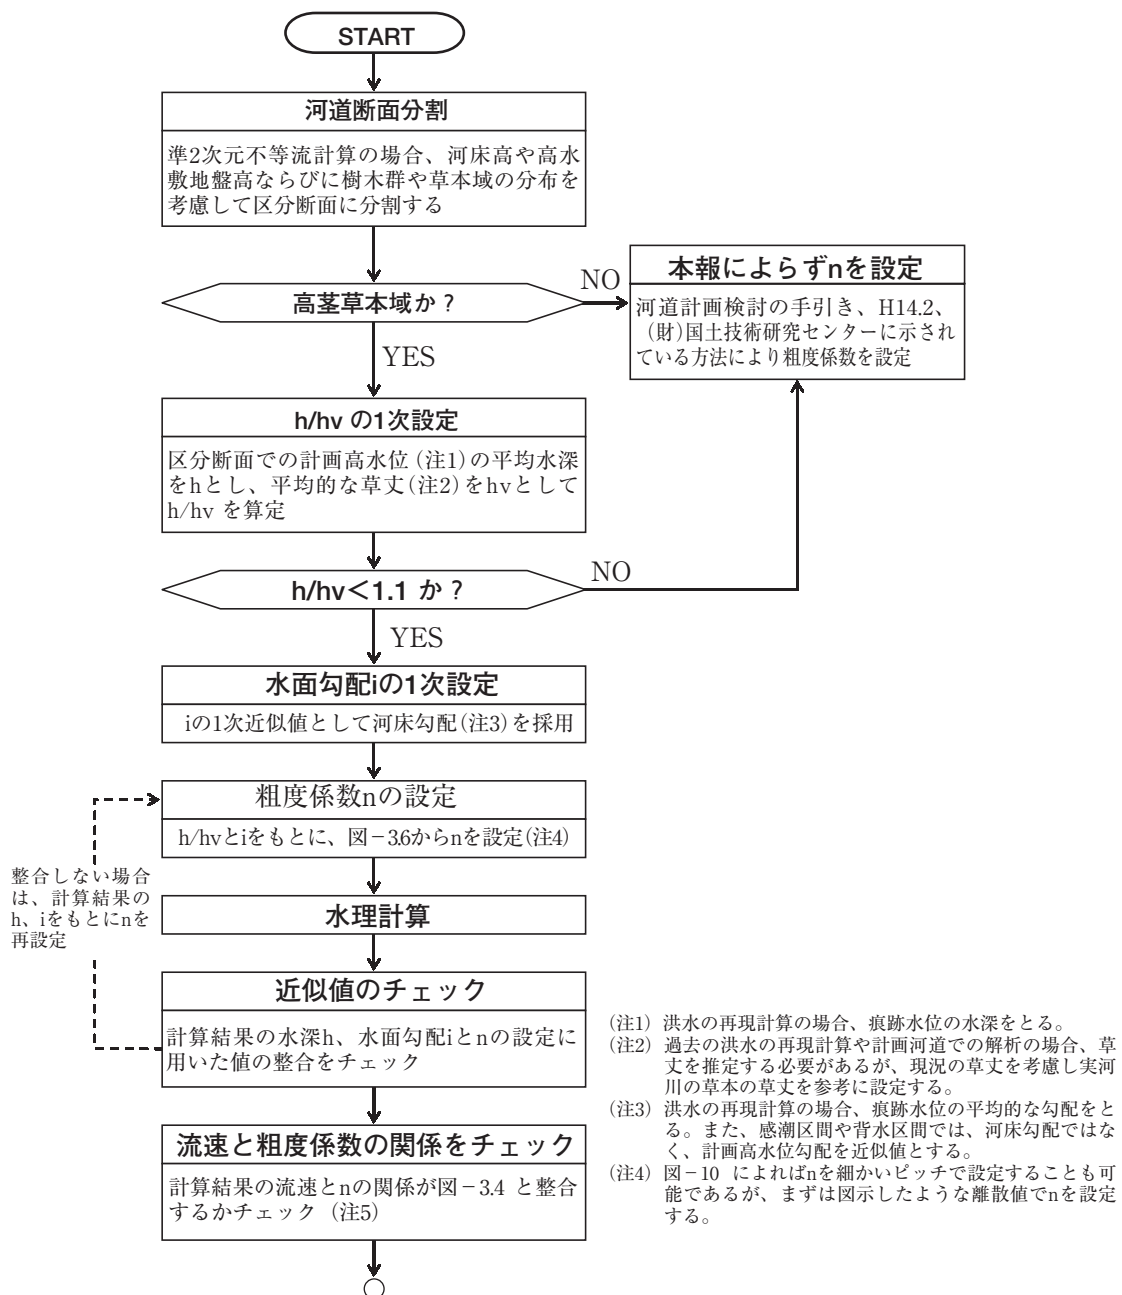 START
河道断面分割
準2次元不等流計算の場合、河床高や高水
敷地盤高ならびに樹木群や草本域の分布を
考慮して区分断面に分割する
高茎草本域か？
NO
本報によらずnを設定
河道計画検討の手引き、H14.2、
（財）国土技術研究センターに示され
ている方法により粗度係数を設定
YES
h/hv の1次設定
区分断面での計画高水位（注1）の平均水深
をhとし、平均的な草丈（注2）をhvとして
h/hv を算定
h/hv＜1.1 か？
NO
YES
水面勾配iの1次設定
iの1次近似値として河床勾配（注3）を採用
粗度係数nの設定
h/hvとiをもとに、図－3.6からnを設定（注4）
整合しない場合
は、計算結果の
h、iをもとにnを
再設定
水理計算
近似値のチェック
計算結果の水深h、水面勾配iとnの設定に
用いた値の整合をチェック
流速と粗度係数の関係をチェック
計算結果の流速とnの関係が図－3.4 と整合
するかチェック（注5）
（注1） 洪水の再現計算の場合、痕跡水位の水深をとる。
（注2） 過去の洪水の再現計算や計画河道での解析の場合、草
丈を推定する必要があるが、現況の草丈を考慮し実河
川の草本の草丈を参考に設定する。
（注3） 洪水の再現計算の場合、痕跡水位の平均的な勾配をと
る。また、感潮区間や背水区間では、河床勾配ではな
く、計画高水位勾配を近似値とする。
（注4） 図－10 によればnを細かいピッチで設定することも可
能であるが、まずは図示したような離散値でnを設定
する。